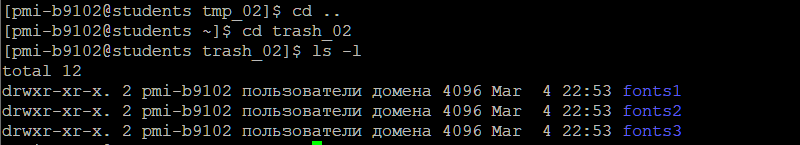 [pmi-b9102@students tmp_02]$ cd ..
[pmi-b9102@students ~]$ cd trash_02
[pmi-b9102@students trash_02]$ ls -l
total 12
drwxr-xr-x. 2 pmi-b9102 пользователи домена 4096 Mar  4 22:53 fonts1
drwxr-xr-x. 2 pmi-b9102 пользователи домена 4096 Mar  4 22:53 fonts2
drwxr-xr-x. 2 pmi-b9102 пользователи домена 4096 Mar  4 22:53 fonts3